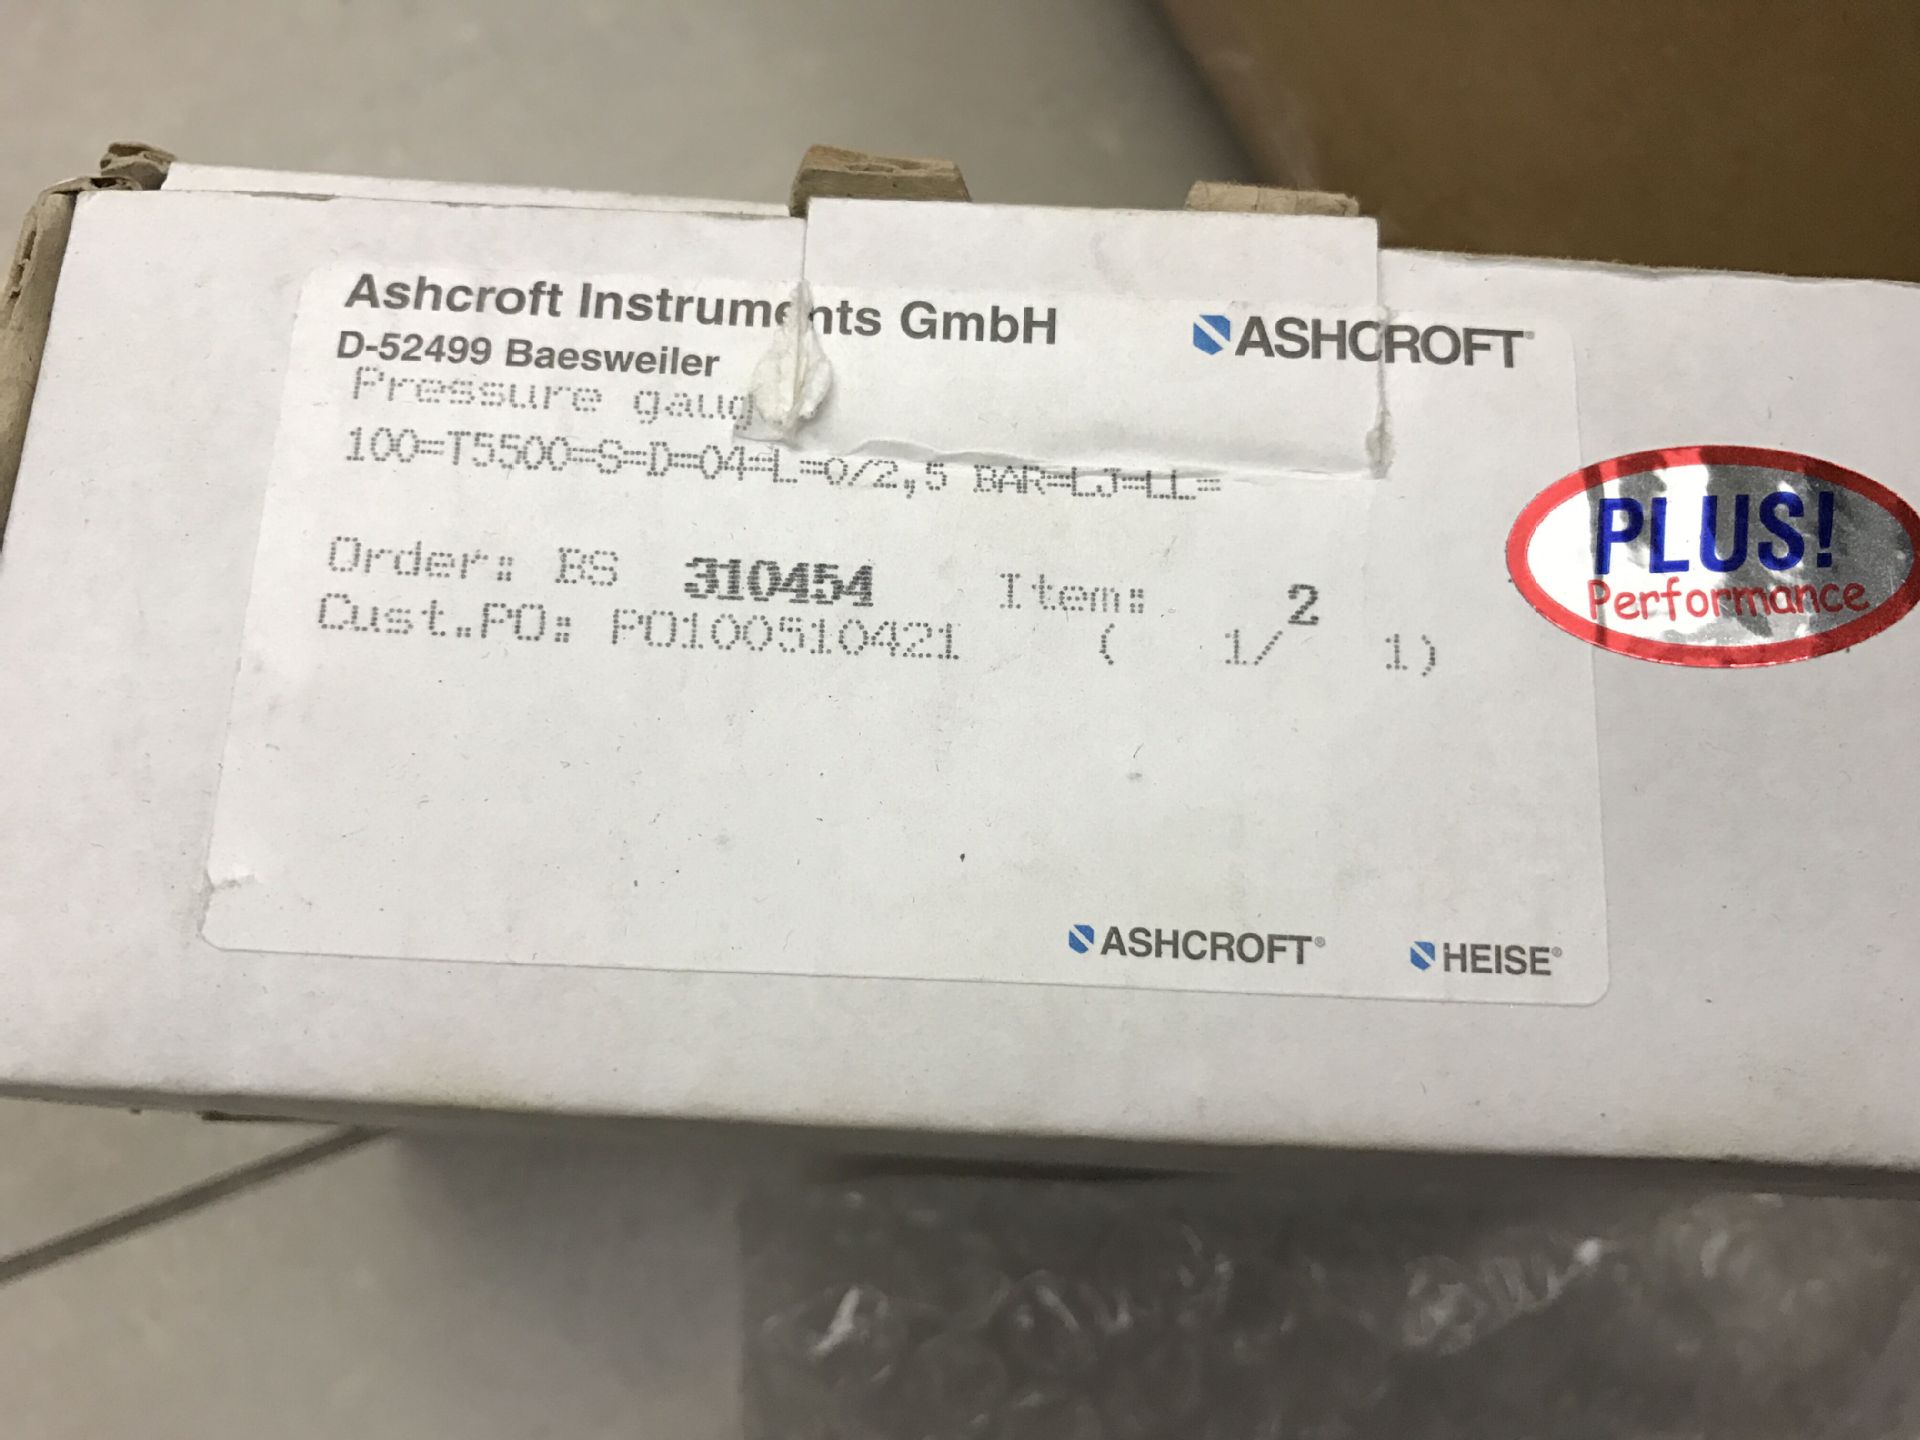 Ashcroft Instruments GmbH
ASHCROFT
D-52499 Baesweiler
Pressure gaug
100=T5500=S=D=04=L=0/2,5 BAR=LJ=LL=
Order: BS 310454 Item: 2
Cust.PO: PO100510421 ( 1/ 1)
PLUS!
Performance
ASHCROFT® HEISE®